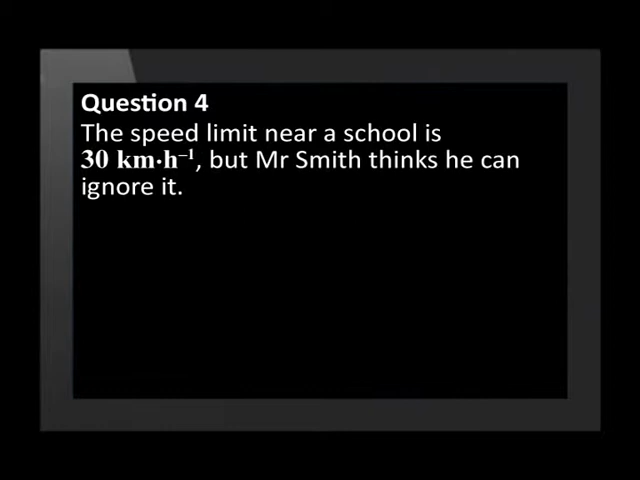 Question 4
The speed limit near a school is
30 km·h⁻¹, but Mr Smith thinks he can
ignore it.